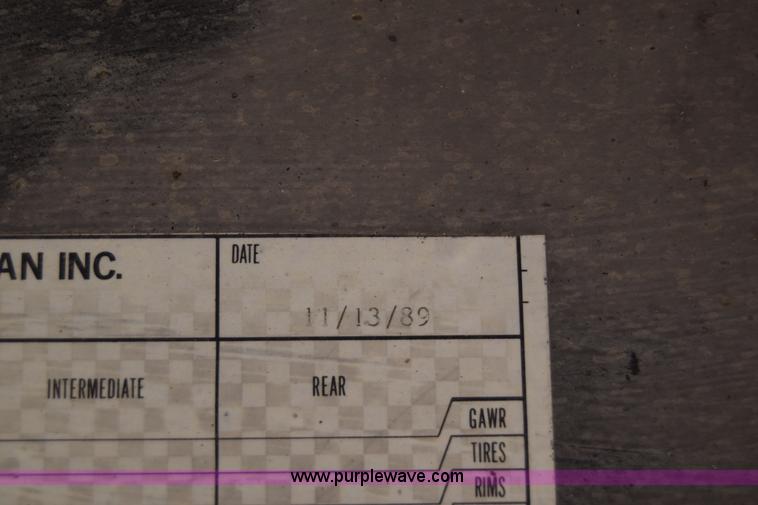 AN INC.
DATE
11/13/89
INTERMEDIATE
REAR
GAWR
TIRES
RIMS
www.purplewave.com